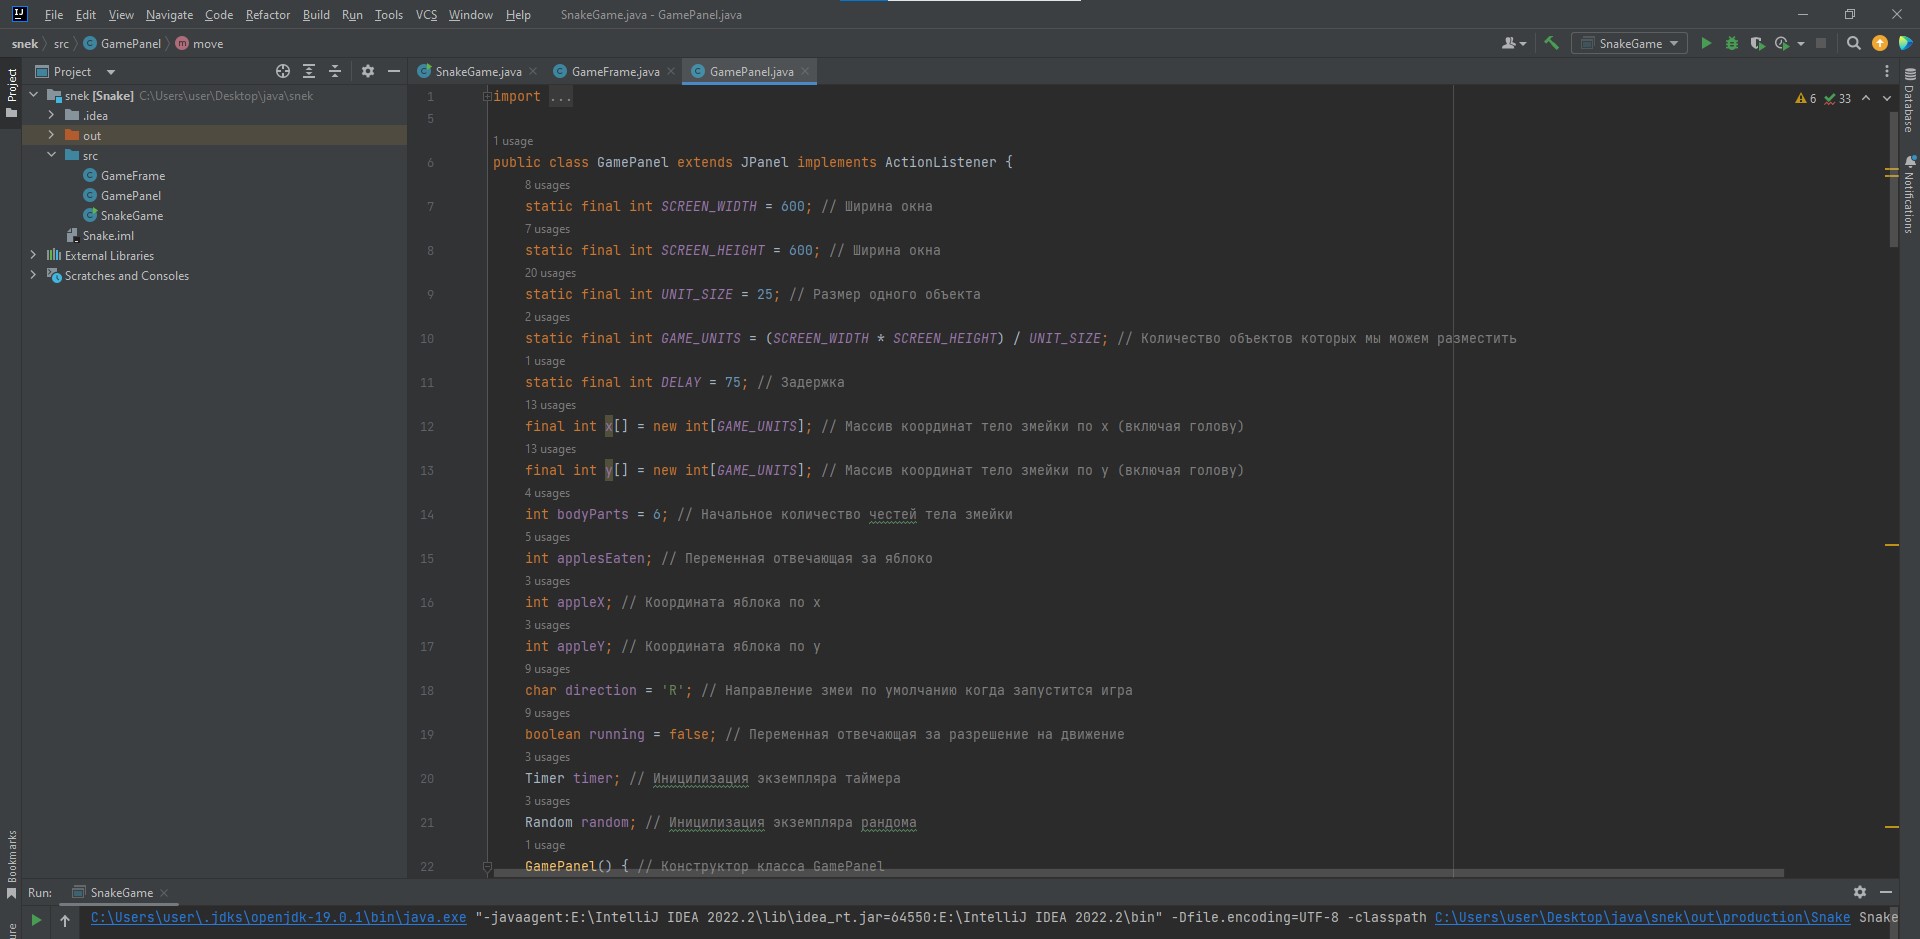 File Edit View Navigate Code Refactor Build Run Tools VCS Window Help SnakeGame.java - GamePanel.java
snek src GamePanel move SnakeGame
Project
Project
SnakeGame.java GameFrame.java GamePanel.java
snek [Snake] C:\Users\user\Desktop\java\snek
.idea
out
src
GameFrame
GamePanel
SnakeGame
Snake.iml
External Libraries
Scratches and Consoles
6 33
1 import ...
5
1 usage
6 public class GamePanel extends JPanel implements ActionListener {
8 usages
7 static final int SCREEN_WIDTH = 600; // Ширина окна
7 usages
8 static final int SCREEN_HEIGHT = 600; // Ширина окна
20 usages
9 static final int UNIT_SIZE = 25; // Размер одного объекта
2 usages
10 static final int GAME_UNITS = (SCREEN_WIDTH * SCREEN_HEIGHT) / UNIT_SIZE; // Количество объектов которых мы можем разместить
1 usage
11 static final int DELAY = 75; // Задержка
13 usages
12 final int x[] = new int[GAME_UNITS]; // Массив координат тело змейки по x (включая голову)
13 usages
13 final int y[] = new int[GAME_UNITS]; // Массив координат тело змейки по y (включая голову)
4 usages
14 int bodyParts = 6; // Начальное количество честей тела змейки
5 usages
15 int applesEaten; // Переменная отвечающая за яблоко
3 usages
16 int appleX; // Координата яблока по x
3 usages
17 int appleY; // Координата яблока по y
9 usages
18 char direction = 'R'; // Направление змеи по умолчанию когда запустится игра
9 usages
19 boolean running = false; // Переменная отвечающая за разрешение на движение
3 usages
20 Timer timer; // Иницилизация экземпляра таймера
3 usages
21 Random random; // Иницилизация экземпляра рандома
1 usage
22 GamePanel() { // Конструктор класса GamePanel
Database
Notifications
Bookmarks
Run: SnakeGame
C:\Users\user\.jdks\openjdk-19.0.1\bin\java.exe "-javaagent:E:\IntelliJ IDEA 2022.2\lib\idea_rt.jar=64550:E:\IntelliJ IDEA 2022.2\bin" -Dfile.encoding=UTF-8 -classpath C:\Users\user\Desktop\java\snek\out\production\Snake Snake